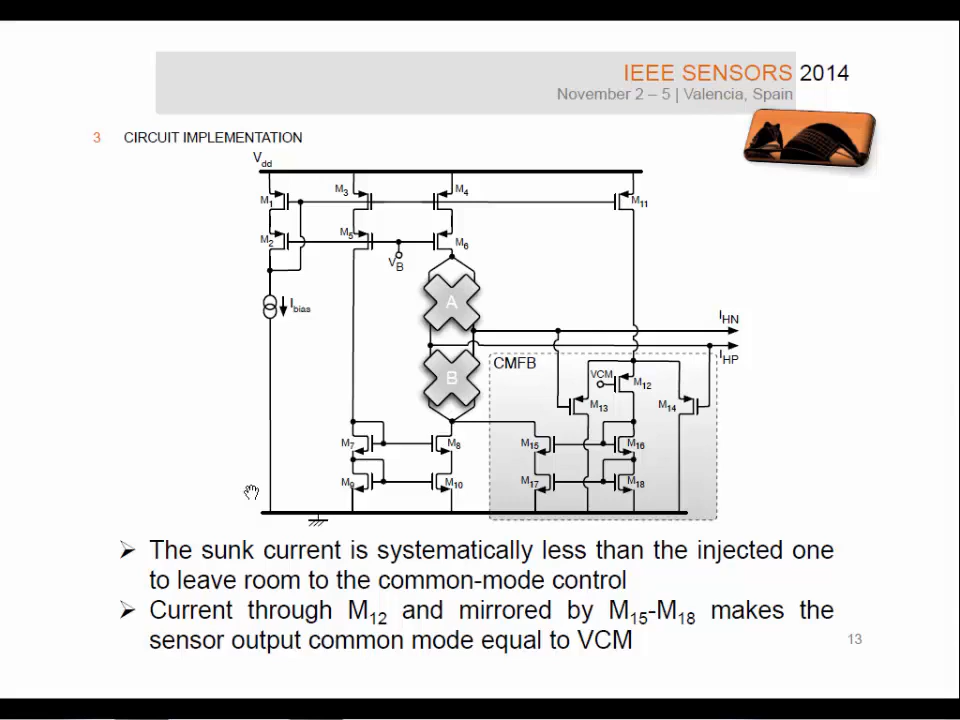 IEEE SENSORS 2014
November 2 – 5 | Valencia, Spain
3 CIRCUIT IMPLEMENTATION
Vdd
M1 M3 M4 M11
M2 M5 M6
VB
Ibias
A
IHN
IHP
CMFB
B
VCM M12
M13 M14
M7 M8 M15 M16
M9 M10 M17 M18
➢ The sunk current is systematically less than the injected one
to leave room to the common-mode control
➢ Current through M12 and mirrored by M15-M18 makes the
sensor output common mode equal to VCM
13